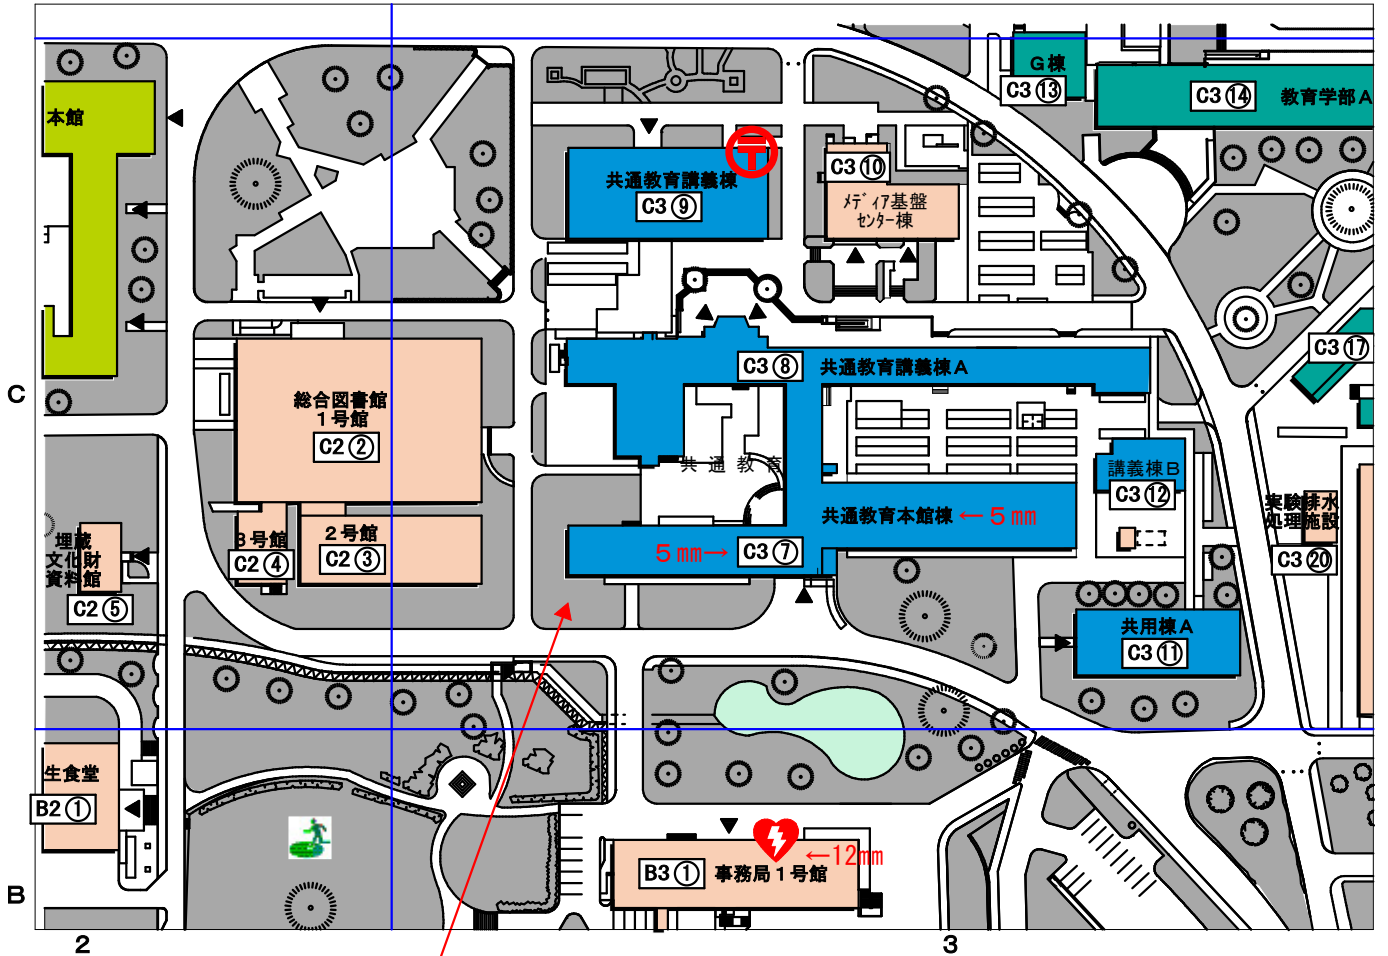 G棟
C3⑬
C3⑭ 教育学部A
本館
共通教育講義棟
C3⑨
〒
C3⑩
メディア基盤
センター棟
C3⑰
C3⑧ 共通教育講義棟A
C
総合図書館
1号館
C2②
共通教育
講義棟B
C3⑫
実験排水
処理施設
C3⑳
共通教育本館棟 ←5mm
5mm→ C3⑦
3号館
C2④
2号館
C2③
埋蔵
文化財
資料館
C2⑤
共用棟A
C3⑪
生食堂
B2①
←12mm
B3① 事務局1号館
B
2
3